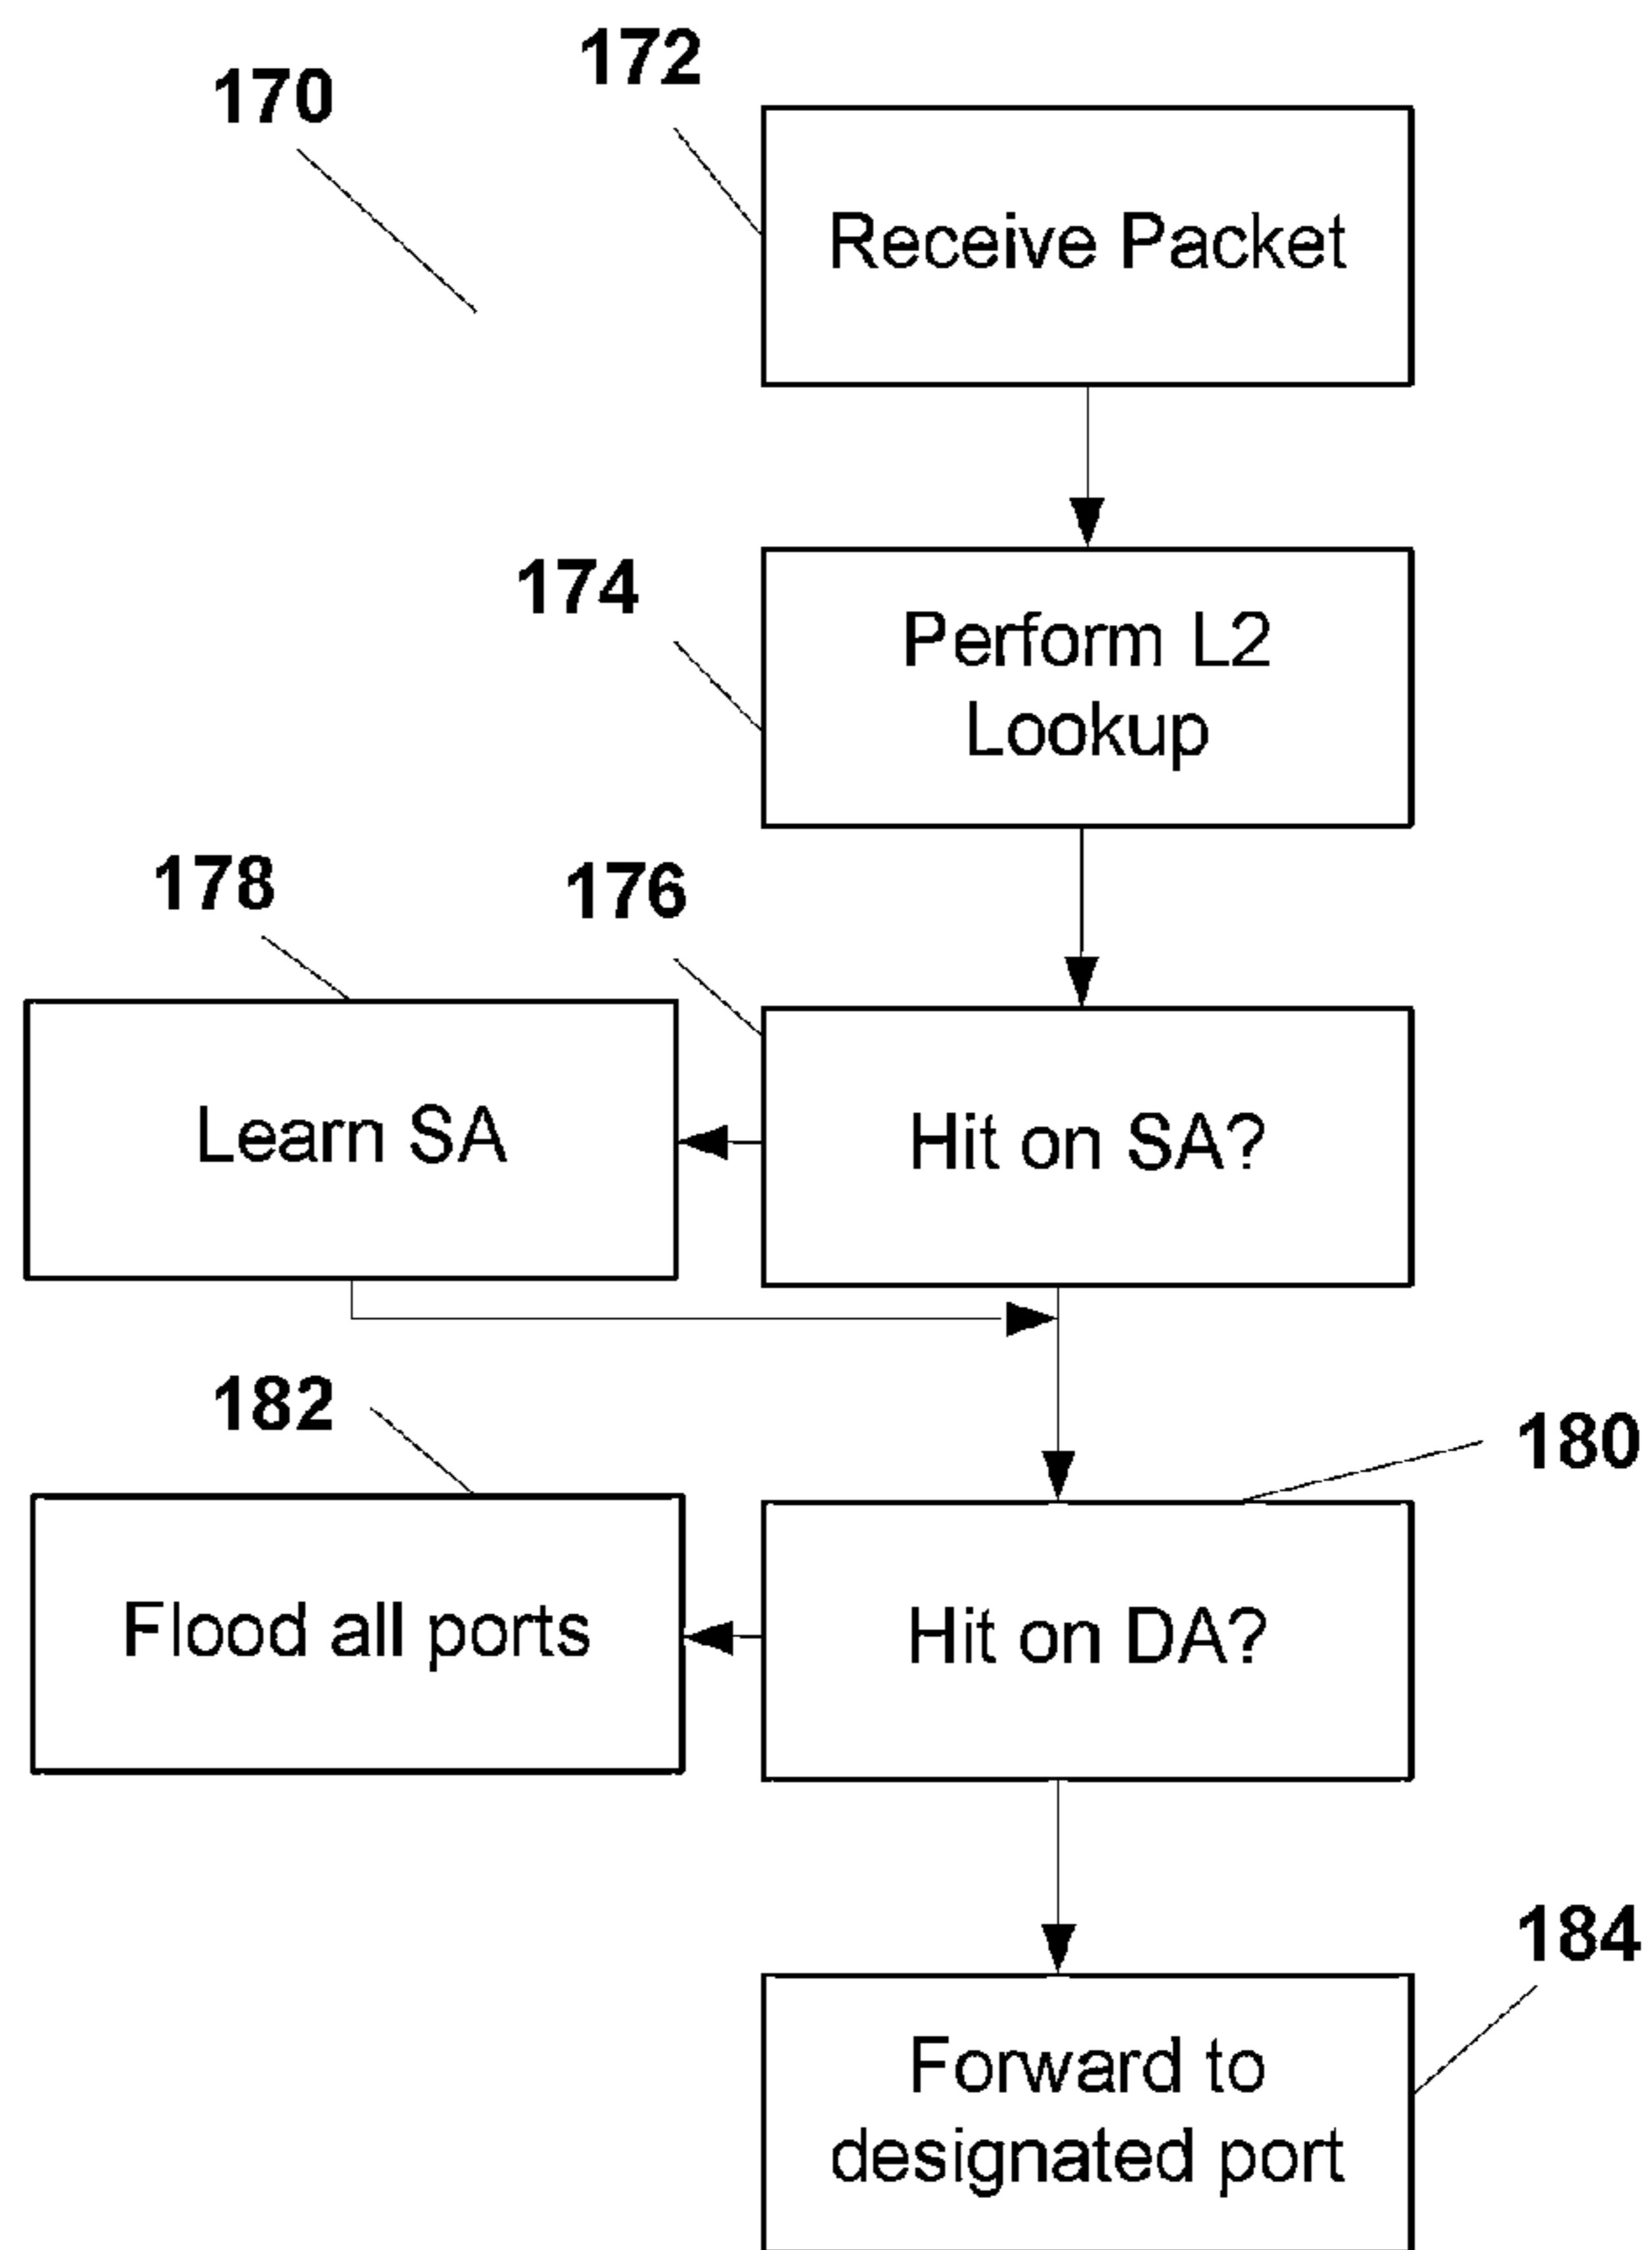 170
172
Receive Packet
174
Perform L2
Lookup
178
176
Learn SA
Hit on SA?
182
180
Flood all ports
Hit on DA?
184
Forward to
designated port